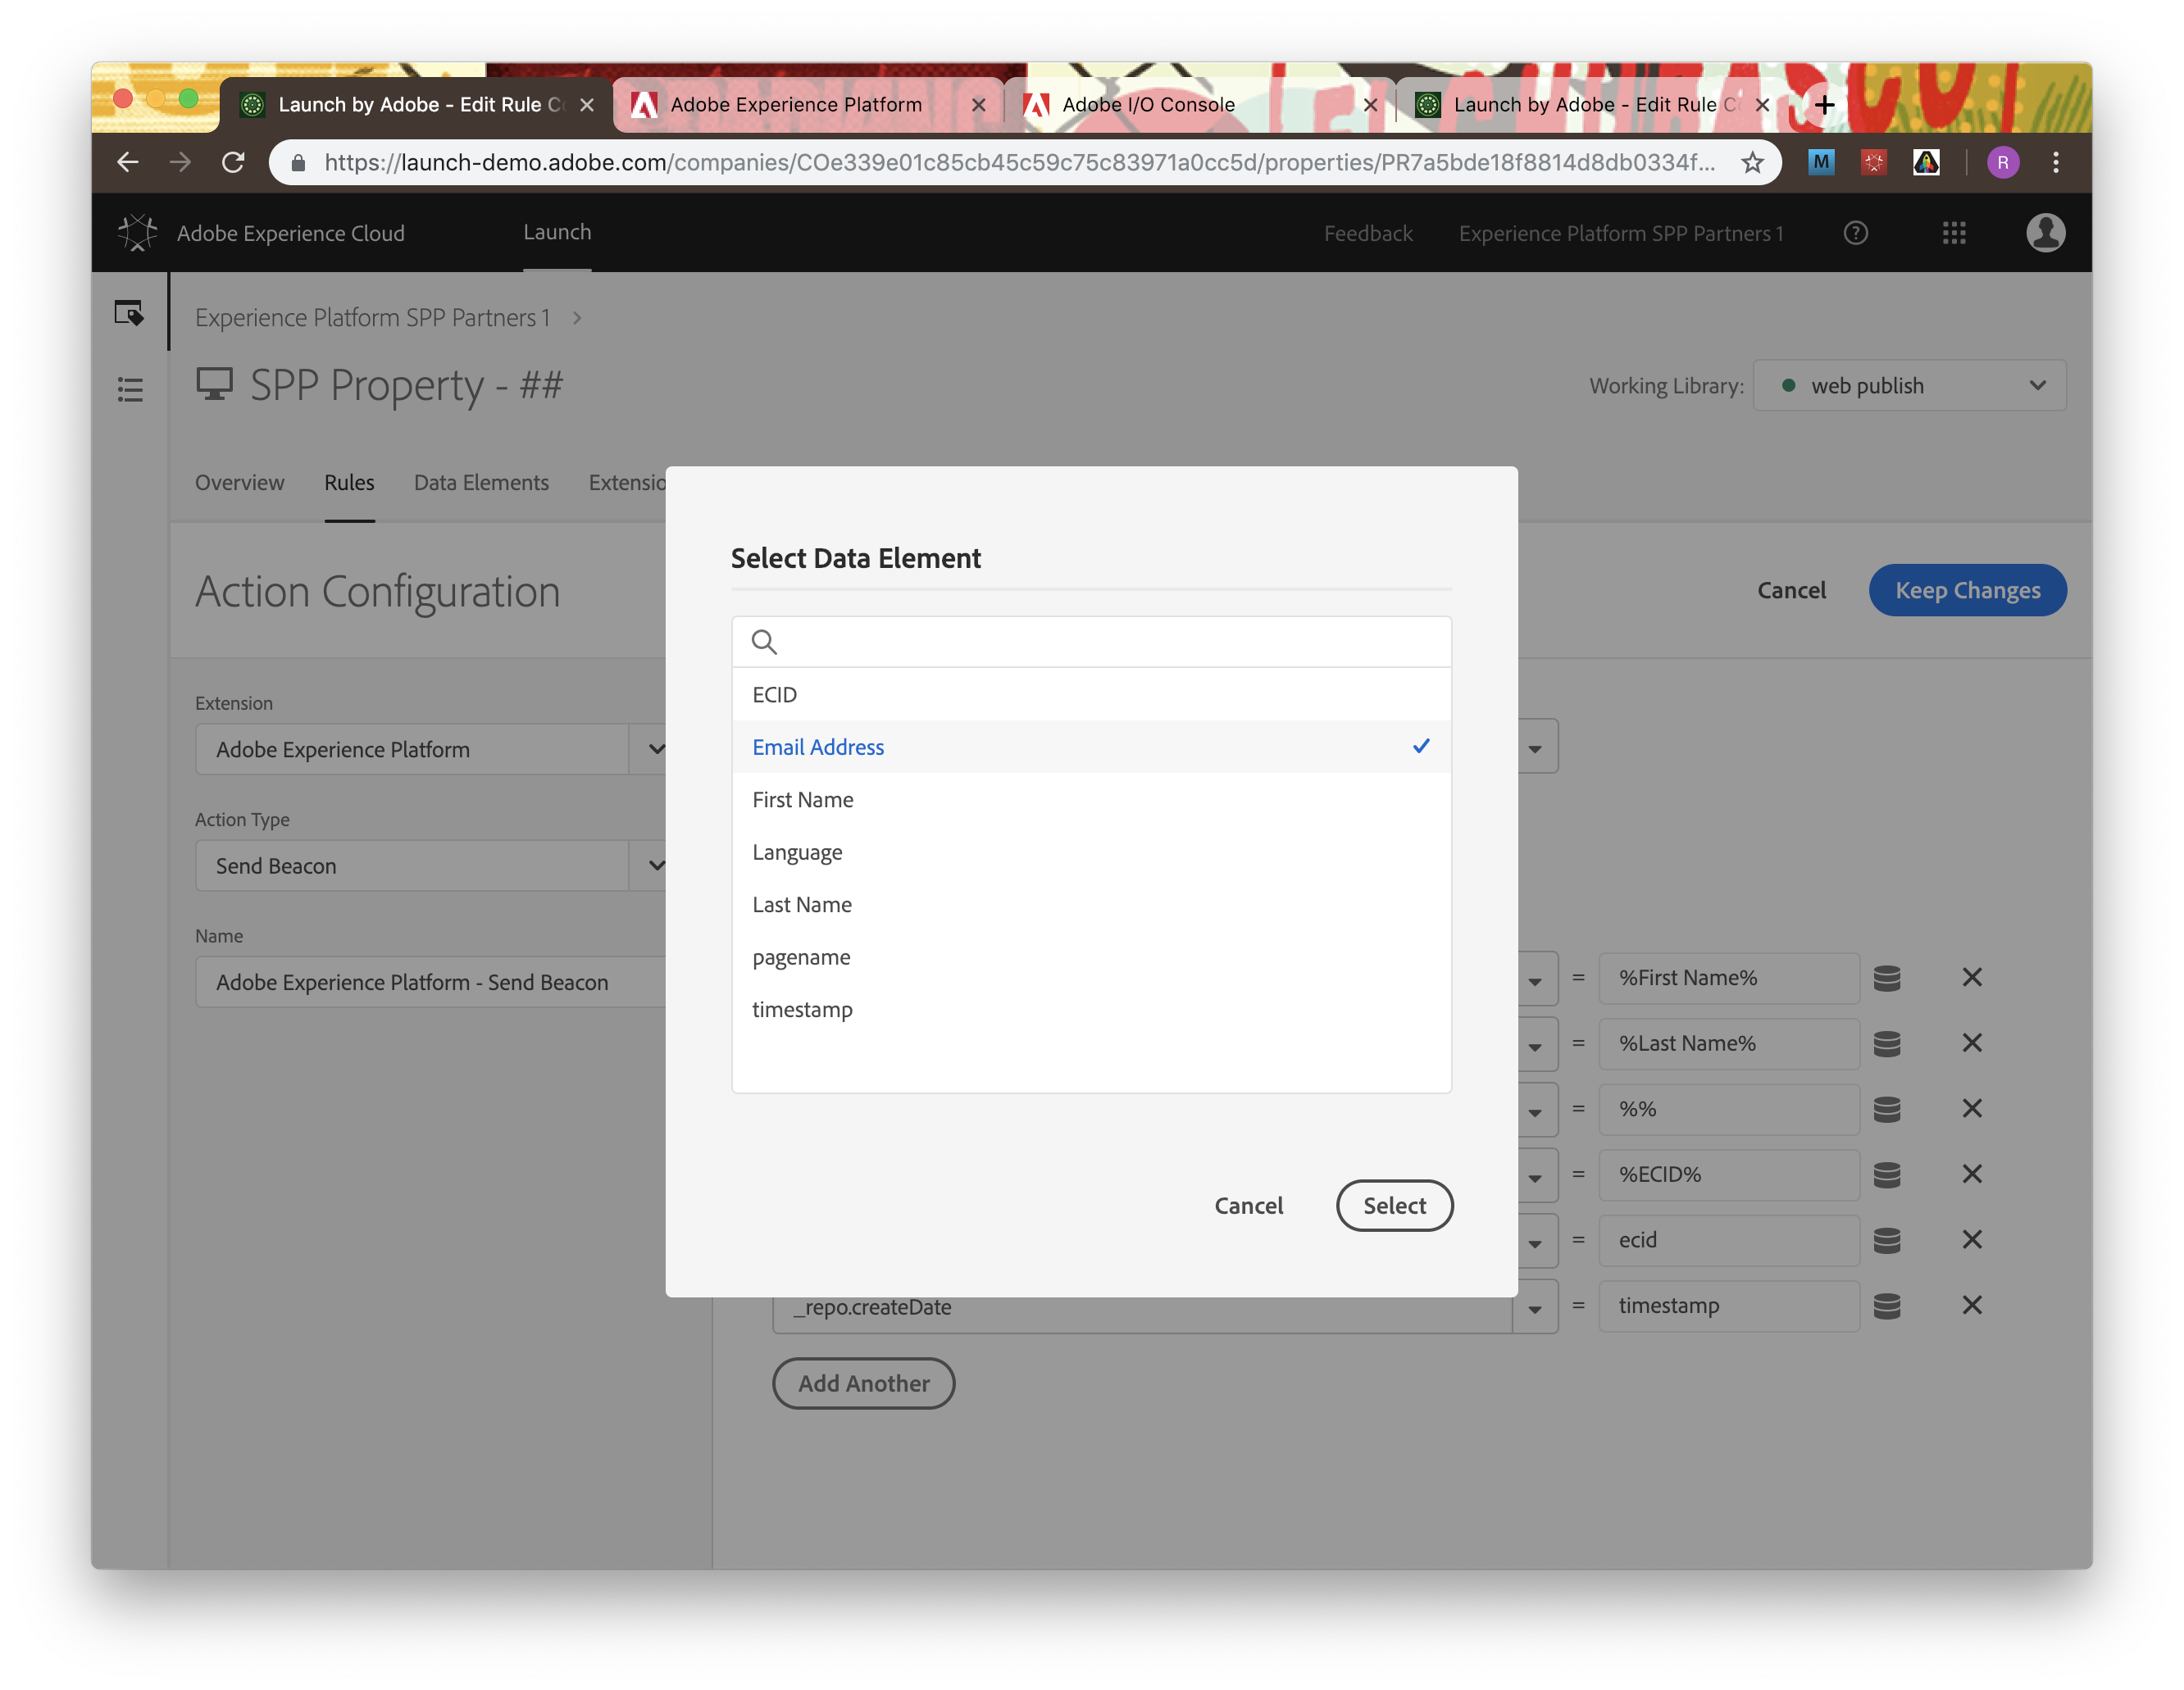 Launch by Adobe - Edit Rule Co
Adobe Experience Platform
Adobe I/O Console
Launch by Adobe - Edit Rule C
https://launch-demo.adobe.com/companies/COe339e01c85cb45c59c75c83971a0cc5d/properties/PR7a5bde18f8814d8db0334f...
M
R
Adobe Experience Cloud
Launch
Feedback
Experience Platform SPP Partners 1
Experience Platform SPP Partners 1
SPP Property - ##
Working Library:
web publish
Overview
Rules
Data Elements
Extensio
Action Configuration
Cancel
Keep Changes
Extension
Adobe Experience Platform
Action Type
Send Beacon
Name
Adobe Experience Platform - Send Beacon
Select Data Element
ECID
Email Address
First Name
Language
Last Name
pagename
timestamp
Cancel
Select
= %First Name%
= %Last Name%
= %%
= %ECID%
= ecid
_repo.createDate = timestamp
Add Another